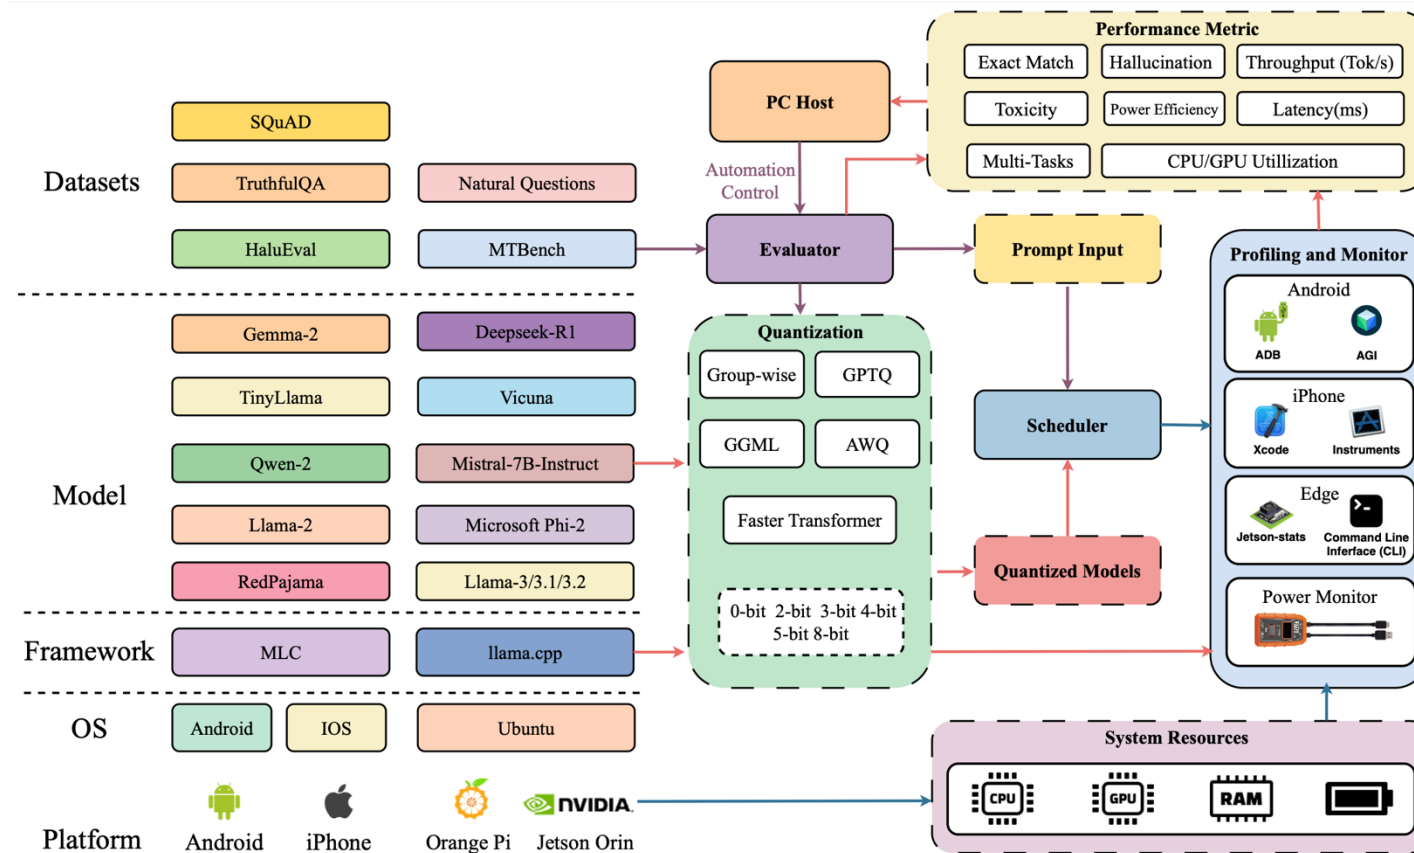 Datasets
SQuAD
TruthfulQA
Natural Questions
HaluEval
MTBench
Model
Gemma-2
Deepseek-R1
TinyLlama
Vicuna
Qwen-2
Mistral-7B-Instruct
Llama-2
Microsoft Phi-2
RedPajama
Llama-3/3.1/3.2
Framework
MLC
llama.cpp
OS
Android
IOS
Ubuntu
Platform
Android
iPhone
Orange Pi
NVIDIA.
Jetson Orin
PC Host
Automation
Control
Evaluator
Quantization
Group-wise
GPTQ
GGML
AWQ
Faster Transformer
0-bit 2-bit 3-bit 4-bit
5-bit 8-bit
Prompt Input
Scheduler
Quantized Models
Performance Metric
Exact Match
Hallucination
Throughput (Tok/s)
Toxicity
Power Efficiency
Latency(ms)
Multi-Tasks
CPU/GPU Utillization
Profiling and Monitor
Android
ADB
AGI
iPhone
Xcode
Instruments
Edge
Jetson-stats
Command Line
Inferface (CLI)
Power Monitor
System Resources
CPU
GPU
RAM